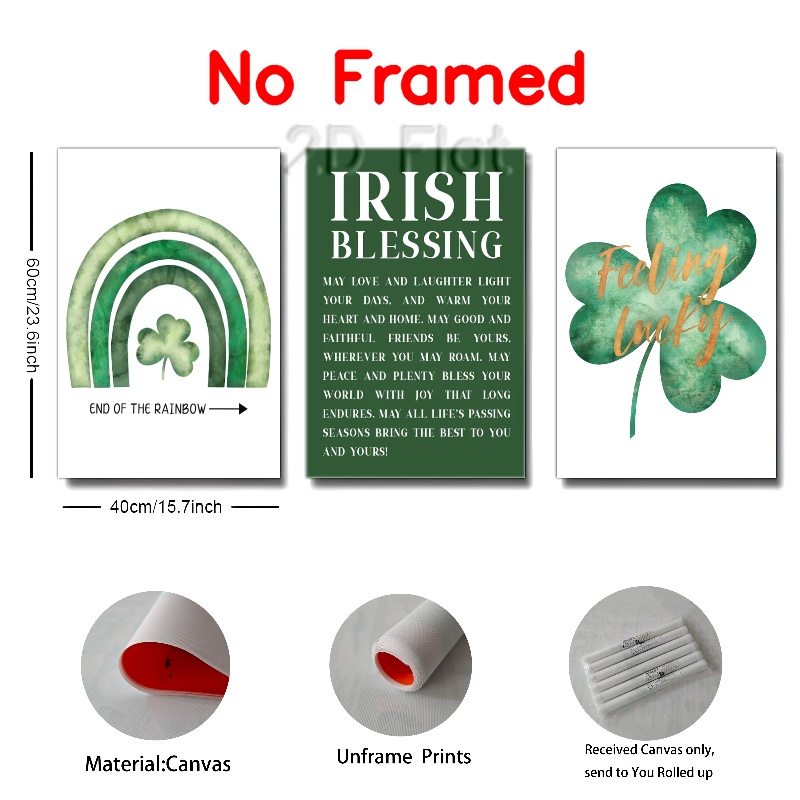 No Framed
2D Flat
60cm/23.6inch
END OF THE RAINBOW
40cm/15.7inch
IRISH
BLESSING
MAY LOVE AND LAUGHTER LIGHT
YOUR DAYS, AND WARM YOUR
HEART AND HOME. MAY GOOD AND
FAITHFUL FRIENDS BE YOURS,
WHEREVER YOU MAY ROAM. MAY
PEACE AND PLENTY BLESS YOUR
WORLD WITH JOY THAT LONG
ENDURES. MAY ALL LIFE'S PASSING
SEASONS BRING THE BEST TO YOU
AND YOURS!
Feeling
Lucky
Material:Canvas
Unframe Prints
Received Canvas only,
send to You Rolled up